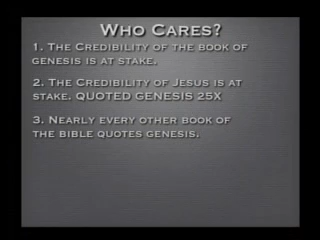 Who Cares?
1. The Credibility of the book of
genesis is at stake.
2. The Credibility of Jesus is at
stake. QUOTED GENESIS 25X
3. Nearly every other book of
the bible quotes genesis.